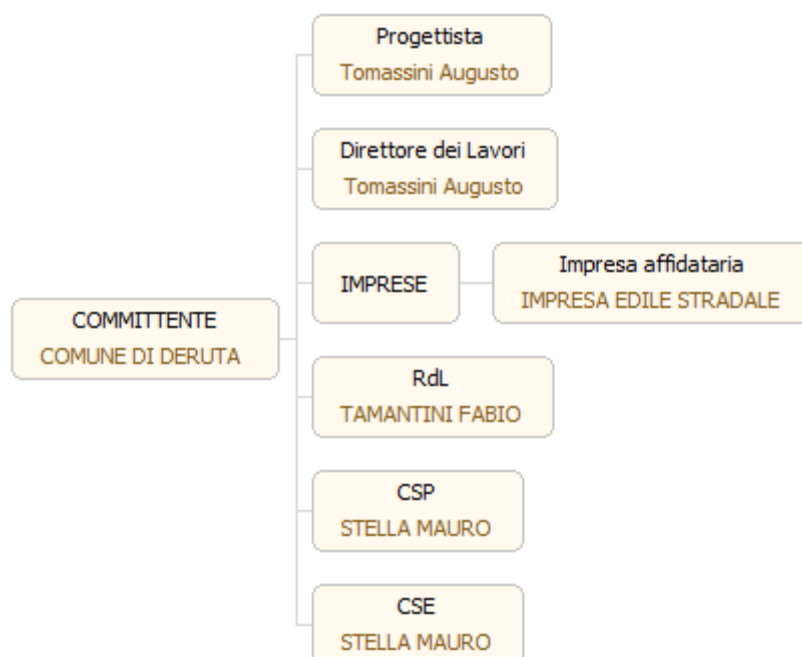 Progettista
Tomassini Augusto
Direttore dei Lavori
Tomassini Augusto
IMPRESE
Impresa affidataria
IMPRESA EDILE STRADALE
COMMITTENTE
COMUNE DI DERUTA
RdL
TAMANTINI FABIO
CSP
STELLA MAURO
CSE
STELLA MAURO